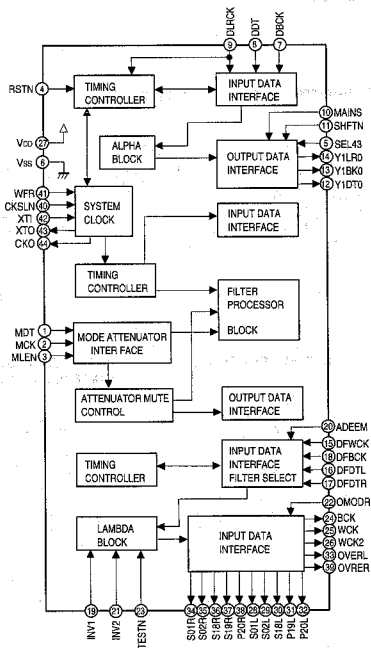 DLRCK
DDT
DBCK
9
8
7
RSTN 4
TIMING
CONTROLLER
INPUT DATA
INTERFACE
10 MAINS
11 SHFTN
VDD 27
ALPHA
BLOCK
OUTPUT DATA
INTERFACE
5 SEL43
14 Y1LR0
13 Y1BK0
12 Y1DT0
VSS 6
WFR 41
CKSLN 40
XTI 42
XTO 43
CKO 44
SYSTEM
CLOCK
INPUT DATA
INTERFACE
TIMING
CONTROLLER
FILTER
PROCESSOR
BLOCK
MDT 1
MCK 2
MLEN 3
MODE ATTENUATOR
INTERFACE
ATTENUATOR MUTE
CONTROL
OUTPUT DATA
INTERFACE
20 ADEEM
15 DFWCK
18 DFBCK
16 DFDTL
17 DFDTR
TIMING
CONTROLLER
INPUT DATA
INTERFACE
FILTER SELECT
22 OMODR
24 BCK
25 WCK
26 WCK2
33 OVERL
39 OVRER
LAMBDA
BLOCK
INPUT DATA
INTERFACE
19
21
23
34
35
36
37
38
28
29
30
31
32
INV1
INV2
TESTN
S01R
S02R
S18R
S19R
P20R
S01L
S02L
S18L
P19L
P20L